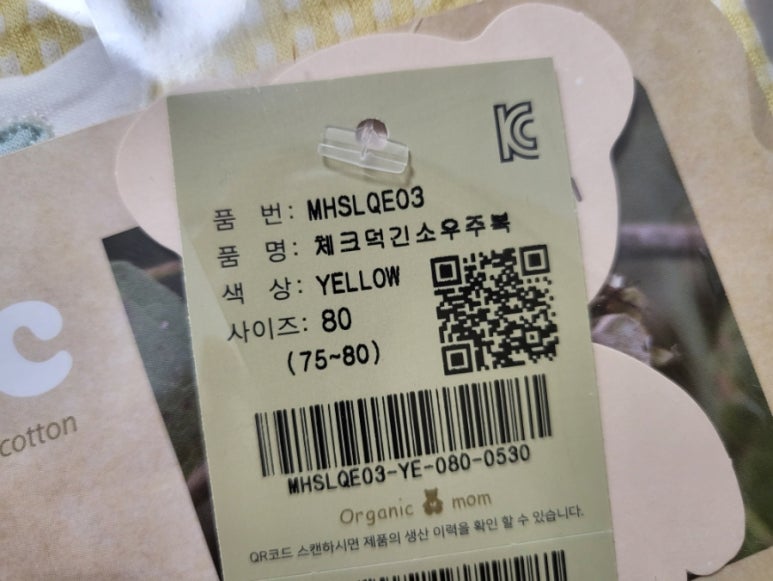 품 번: MHSLQE03
품 명: 체크덕긴소우주복
색 상: YELLOW
사이즈: 80
(75~80)
MHSLQE03-YE-080-0530
Organic mom
QR코드 스캔하시면 제품의 생산 이력을 확인 할 수 있습니다.
c
cotton